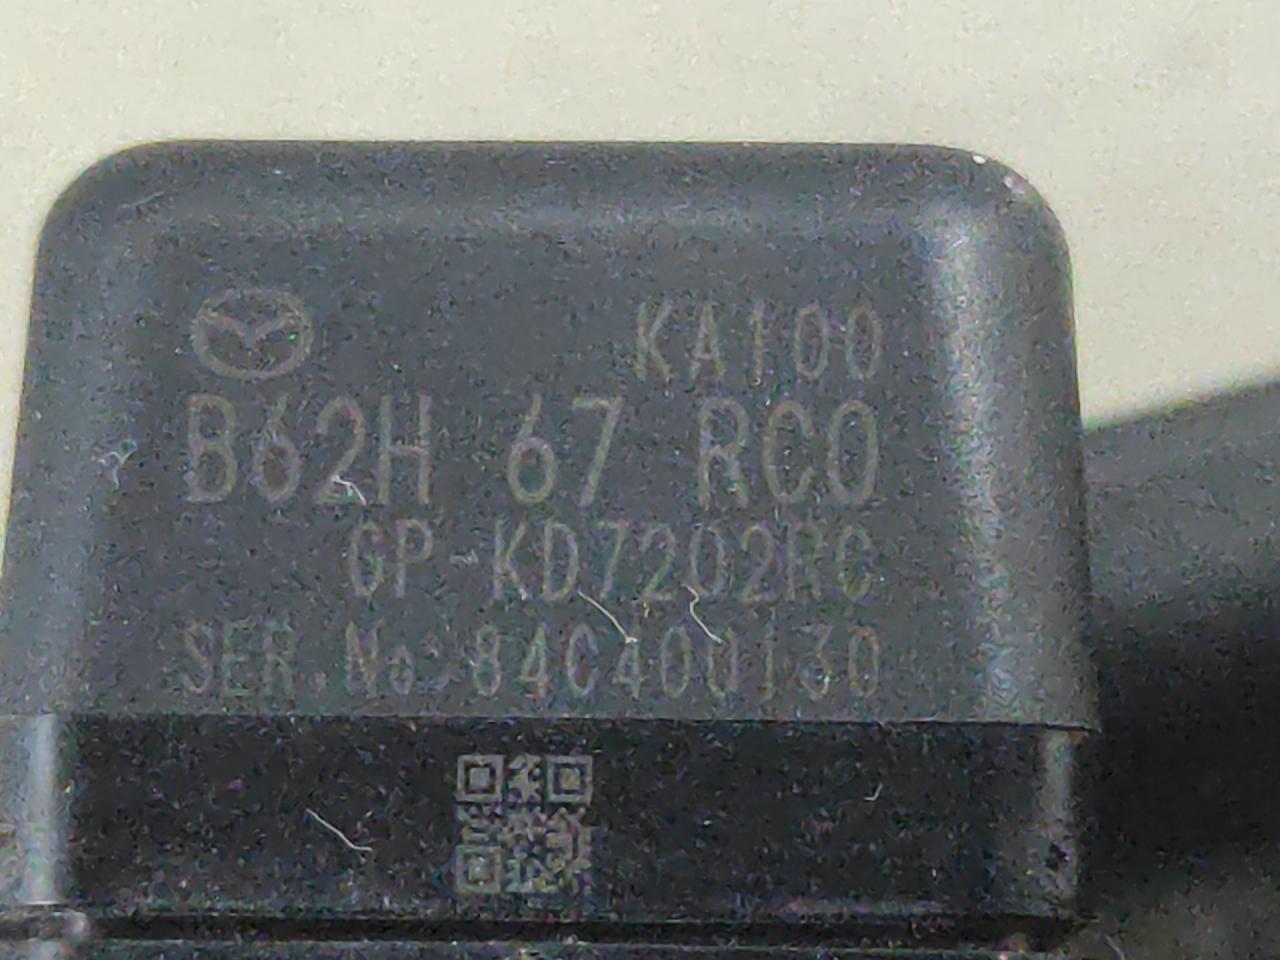 KA100
B62H 67 RC0
GP-KD7202RC
SER.No.84C400130